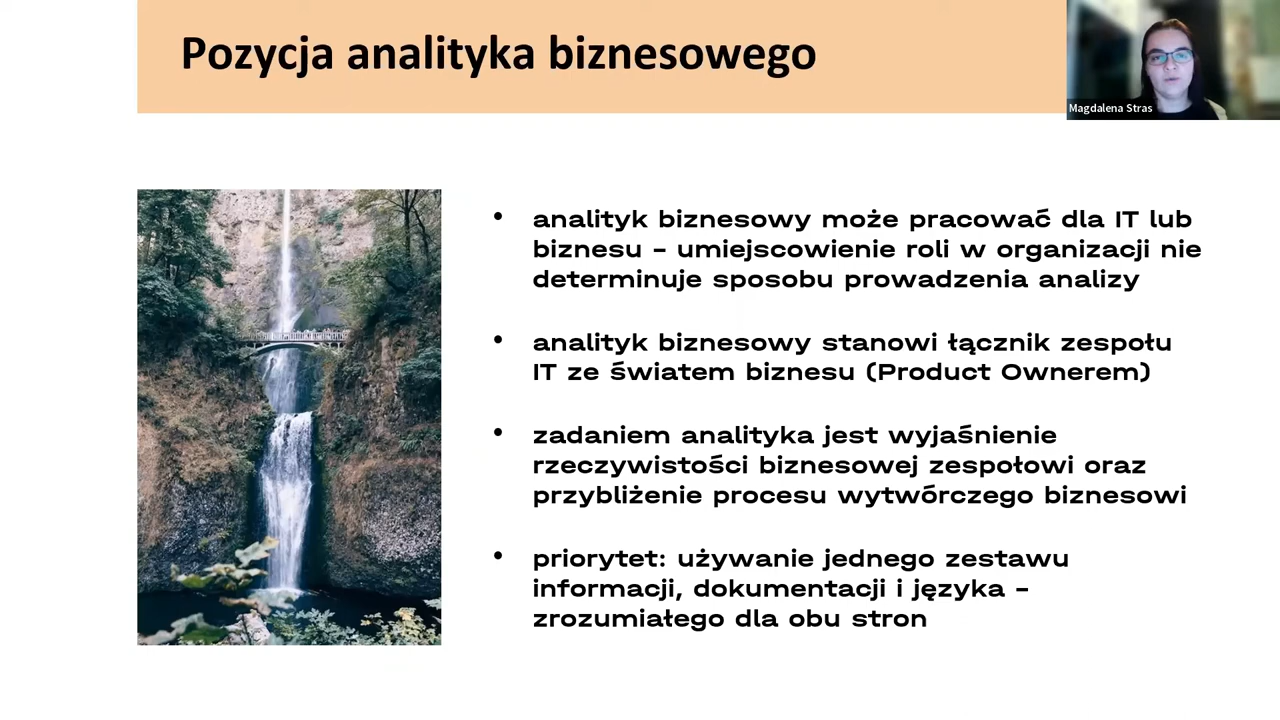 Pozycja analityka biznesowego
Magdalena Stras
• analityk biznesowy może pracować dla IT lub
biznesu – umiejscowienie roli w organizacji nie
determinuje sposobu prowadzenia analizy
• analityk biznesowy stanowi łącznik zespołu
IT ze światem biznesu (Product Ownerem)
• zadaniem analityka jest wyjaśnienie
rzeczywistości biznesowej zespołowi oraz
przybliżenie procesu wytwórczego biznesowi
• priorytet: używanie jednego zestawu
informacji, dokumentacji i języka –
zrozumiałego dla obu stron